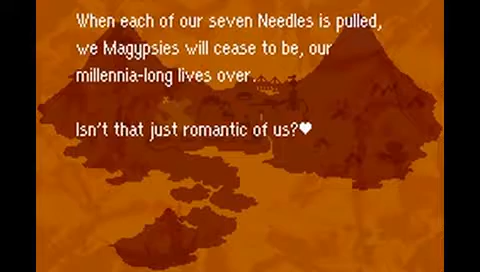 When each of our seven Needles is pulled,
we Magypsies will cease to be, our
millennia-long lives over.
Isn't that just romantic of us?♥